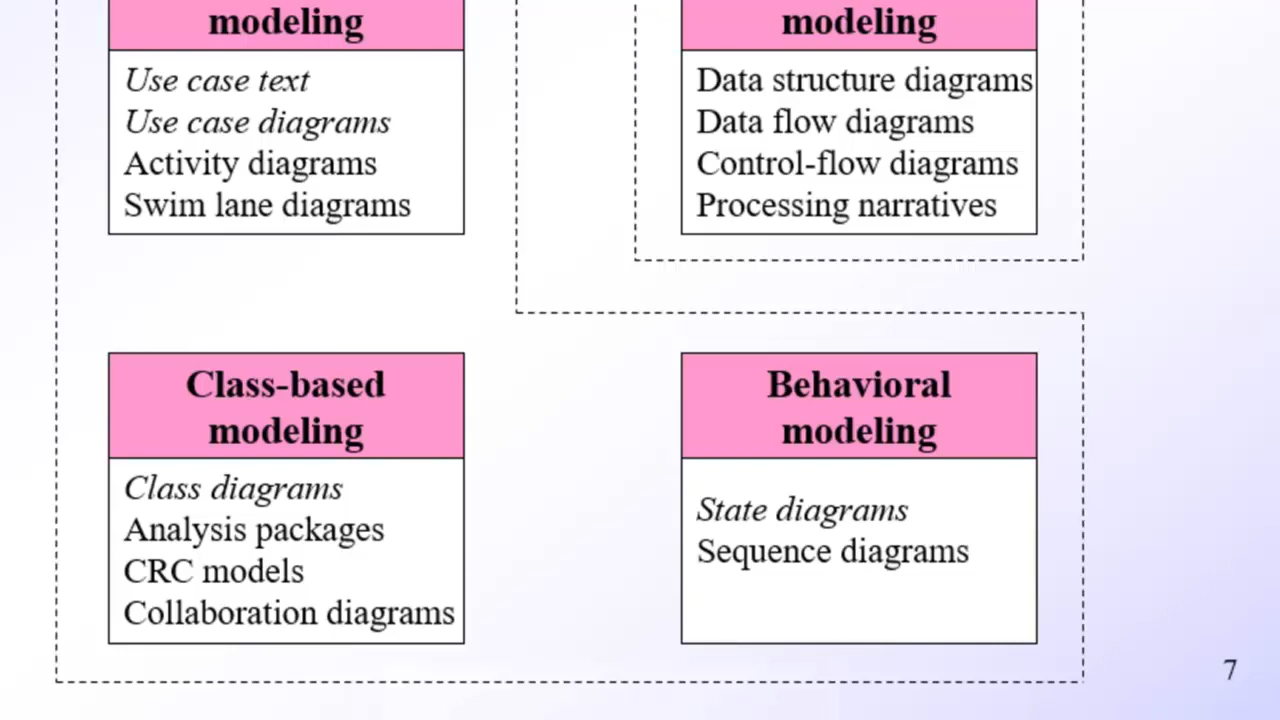 modeling
Use case text
Use case diagrams
Activity diagrams
Swim lane diagrams
modeling
Data structure diagrams
Data flow diagrams
Control-flow diagrams
Processing narratives
Class-based
modeling
Class diagrams
Analysis packages
CRC models
Collaboration diagrams
Behavioral
modeling
State diagrams
Sequence diagrams
7